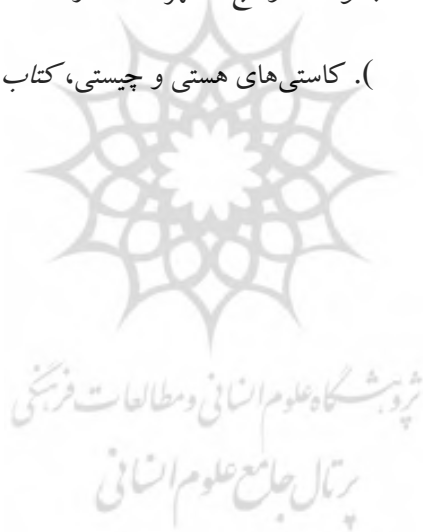 ). کاستی‌های هستی و چیستی، کتاب
پژوهشگاه علوم انسانی و مطالعات فرهنگی
پرتال جامع علوم انسانی